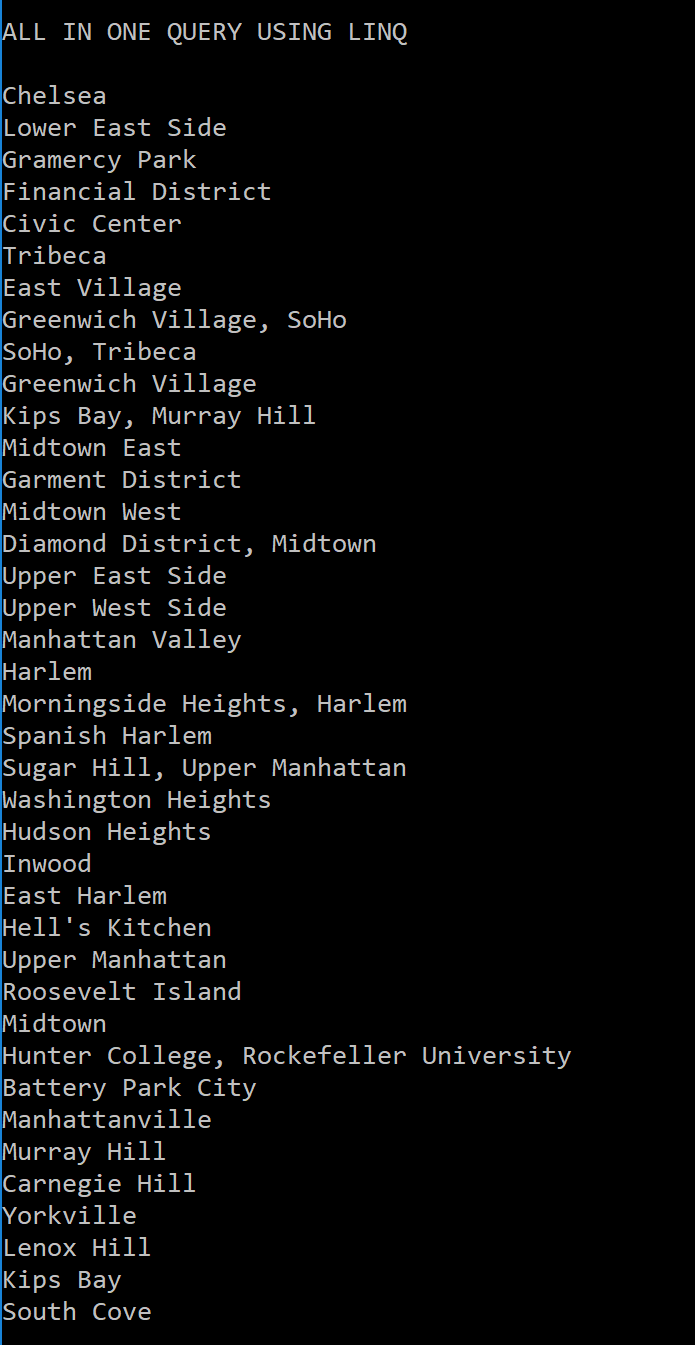 ALL IN ONE QUERY USING LINQ
Chelsea
Lower East Side
Gramercy Park
Financial District
Civic Center
Tribeca
East Village
Greenwich Village, SoHo
SoHo, Tribeca
Greenwich Village
Kips Bay, Murray Hill
Midtown East
Garment District
Midtown West
Diamond District, Midtown
Upper East Side
Upper West Side
Manhattan Valley
Harlem
Morningside Heights, Harlem
Spanish Harlem
Sugar Hill, Upper Manhattan
Washington Heights
Hudson Heights
Inwood
East Harlem
Hell's Kitchen
Upper Manhattan
Roosevelt Island
Midtown
Hunter College, Rockefeller University
Battery Park City
Manhattanville
Murray Hill
Carnegie Hill
Yorkville
Lenox Hill
Kips Bay
South Cove